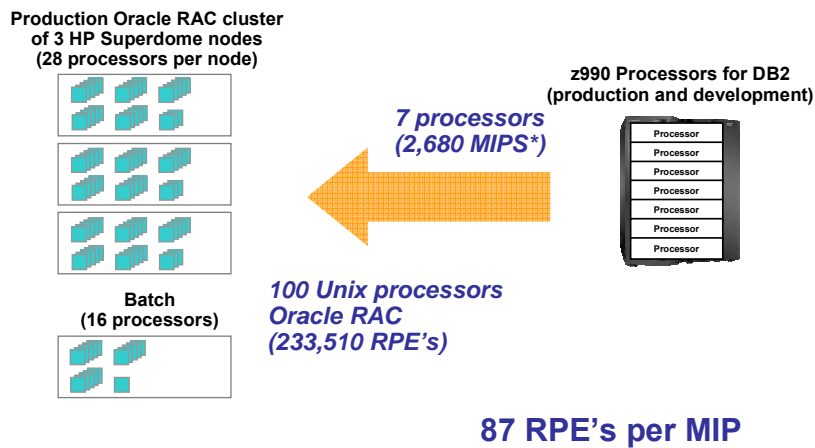 Production Oracle RAC cluster
of 3 HP Superdome nodes
(28 processors per node)
z990 Processors for DB2
(production and development)
7 processors
(2,680 MIPS*)
Processor
Processor
Processor
Processor
Processor
Processor
Processor
Batch
(16 processors)
100 Unix processors
Oracle RAC
(233,510 RPE's)
87 RPE's per MIP